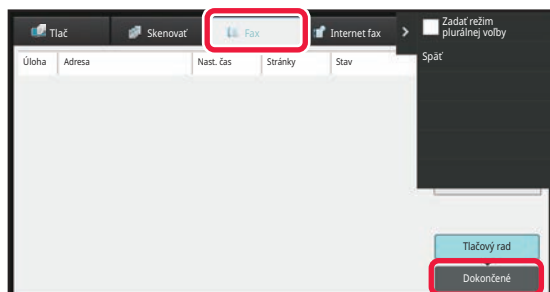 Tlač
Skenovať
Fax
Internet fax
Zadať režim
plurálnej voľby
Späť
Úloha Adresa Nast. čas Stránky Stav
Tlačový rad
Dokončené